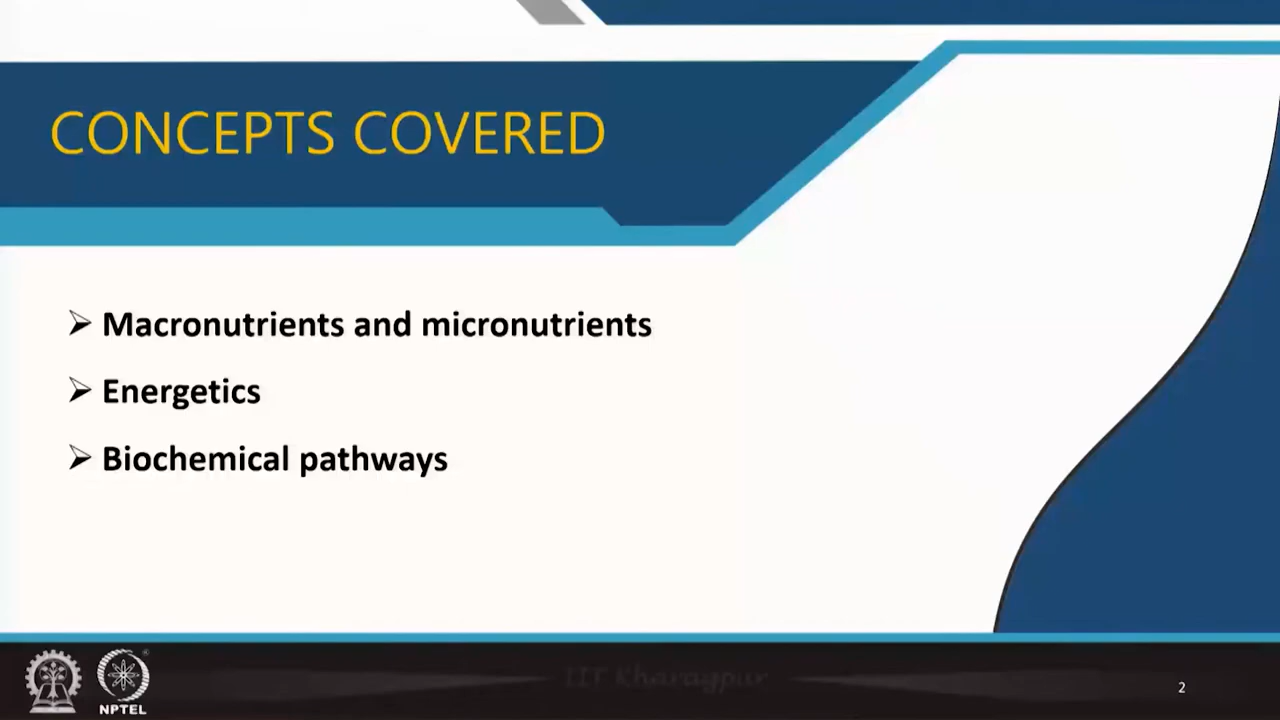 CONCEPTS COVERED
➢ Macronutrients and micronutrients
➢ Energetics
➢ Biochemical pathways
IIT Kharagpur
NPTEL
2